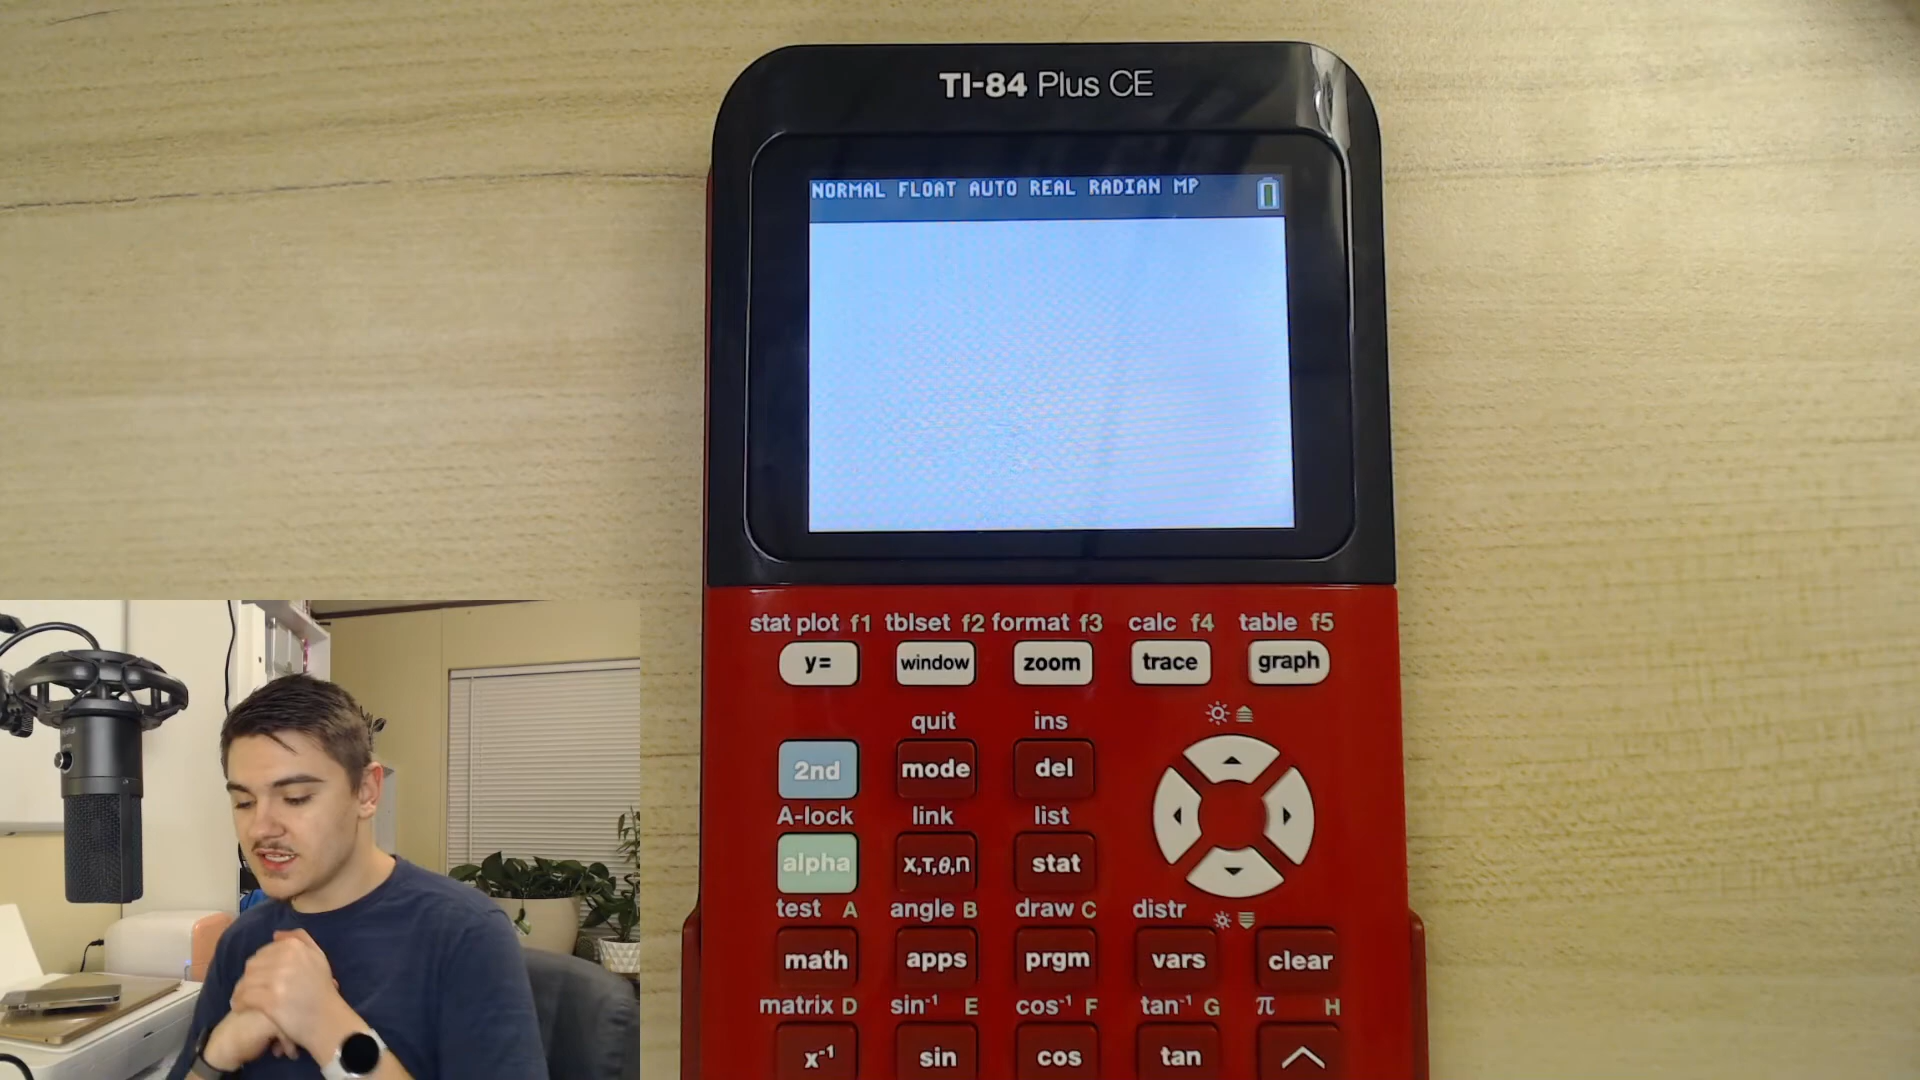 TI-84 Plus CE
NORMAL FLOAT AUTO REAL RADIAN MP
stat plot f1 tblset f2 format f3 calc f4 table f5
y= window zoom trace graph
quit ins
2nd mode del
A-lock link list
alpha X,T,θ,n stat
test A angle B draw C distr
math apps prgm vars clear
matrix D sin⁻¹ E cos⁻¹ F tan⁻¹ G π H
x⁻¹ sin cos tan ^